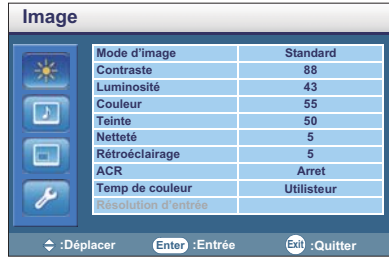 Image
Mode d'image Standard
Contraste 88
Luminosité 43
Couleur 55
Teinte 50
Netteté 5
Rétroéclairage 5
ACR Arret
Temp de couleur Utilisteur
Résolution d'entrée
:Déplacer Enter :Entrée Exit :Quitter